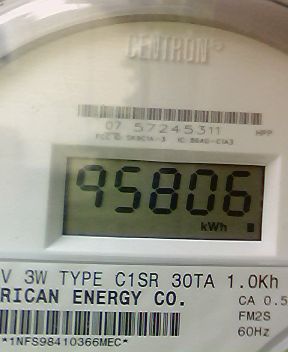 CENTRON
07 57245311 HPP
95806
kWh
V 3W TYPE C1SR 30TA 1.0Kh
RICAN ENERGY CO. CA 0.5
FM2S
60Hz
*1NFS98410366MEC*